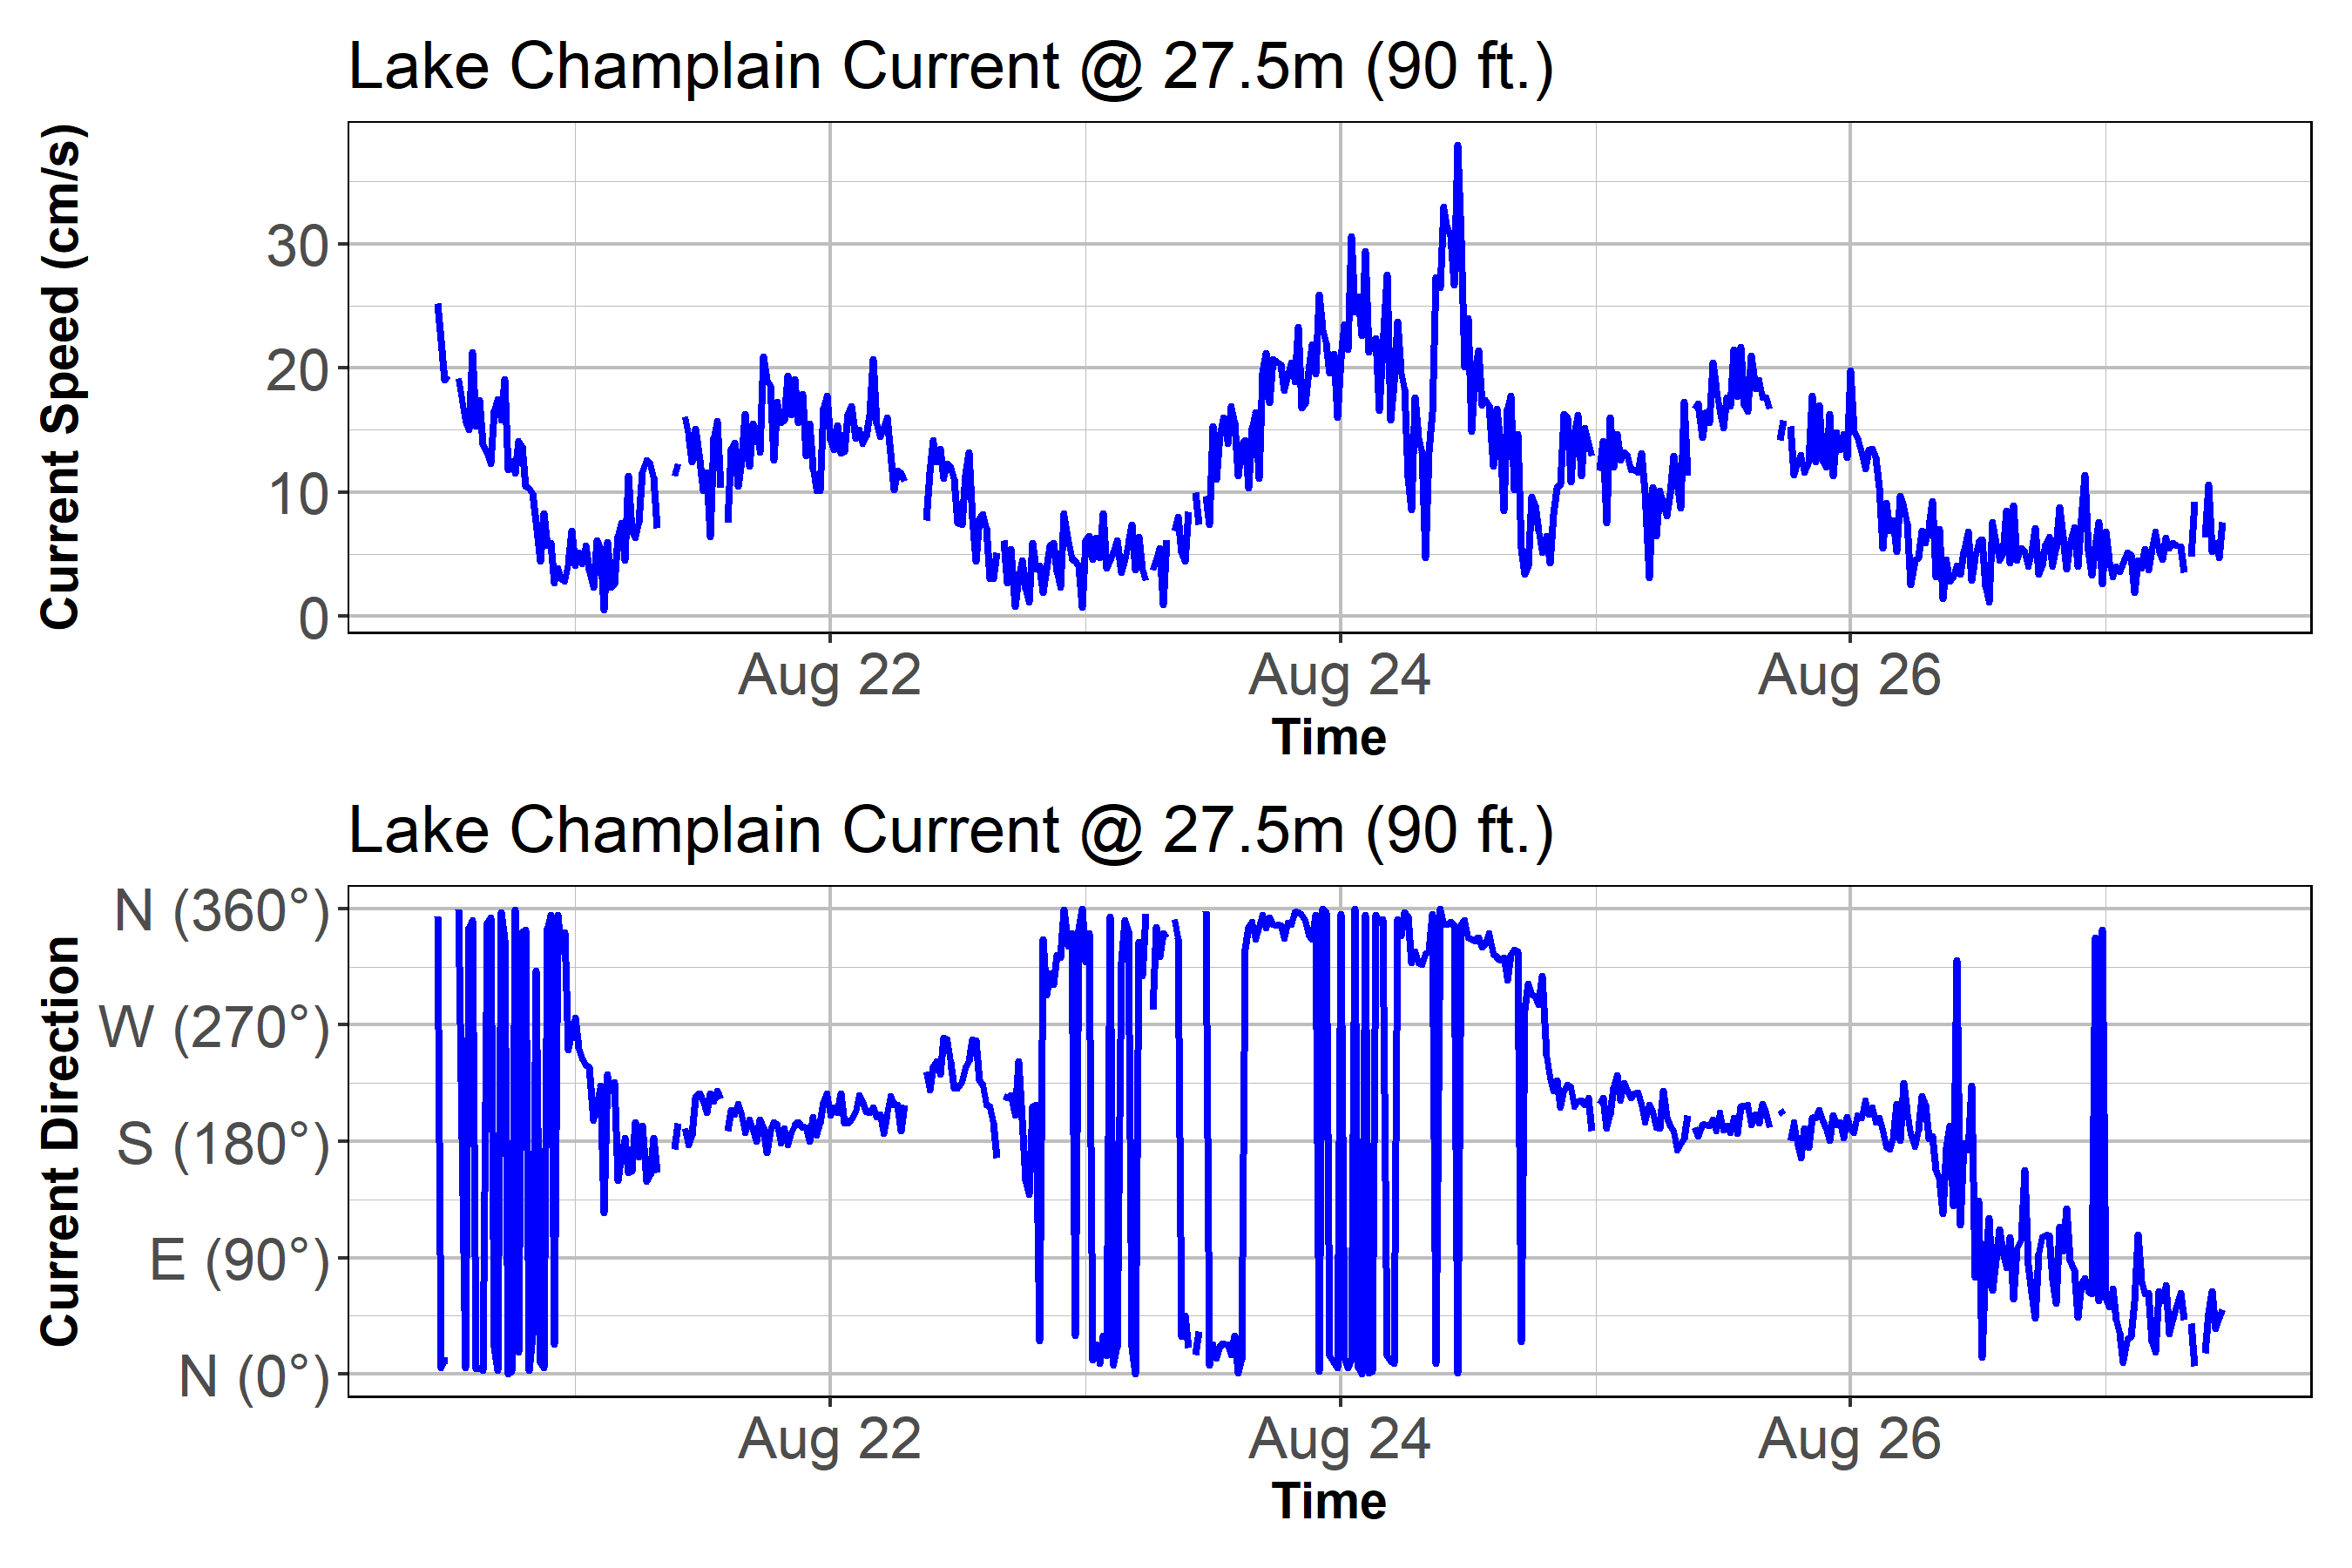 Lake Champlain Current @ 27.5m (90 ft.)
Current Speed (cm/s)
30
20
10
0
Aug 22 Aug 24 Aug 26
Time
Lake Champlain Current @ 27.5m (90 ft.)
Current Direction
N (360°)
W (270°)
S (180°)
E (90°)
N (0°)
Aug 22 Aug 24 Aug 26
Time